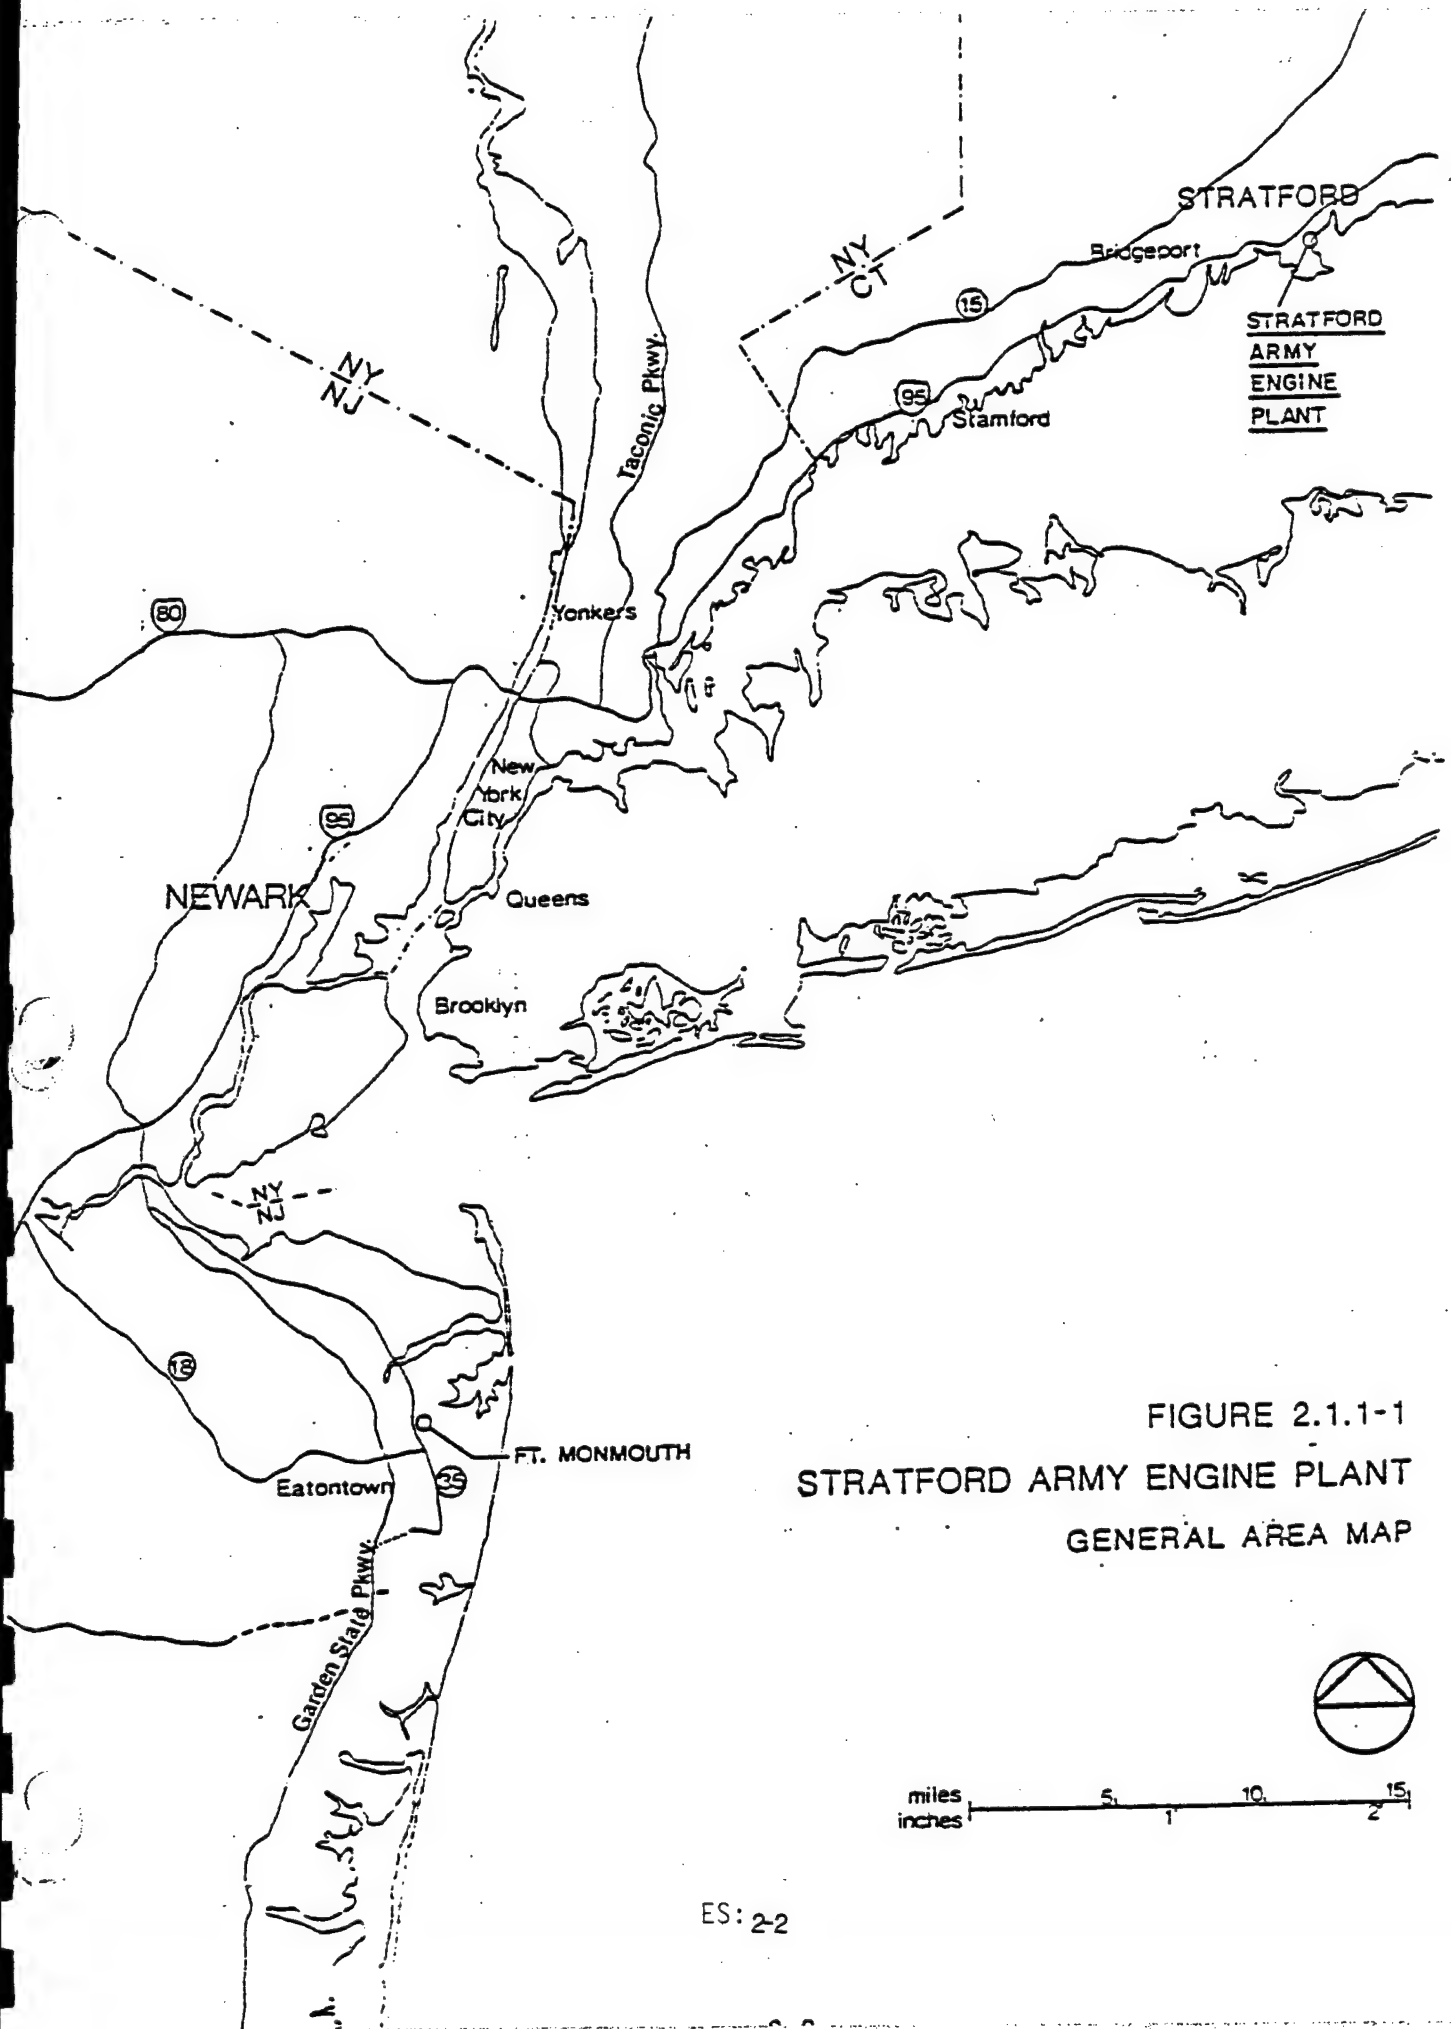 STRATFORD
Bridgeport
NY
CT
15
STRATFORD
ARMY
ENGINE
PLANT
NY
NJ
Taconic Pkwy.
95
Stamford
80
Yonkers
New
York
City
95
NEWARK
Queens
Brooklyn
NY
NJ
18
FIGURE 2.1.1-1
FT. MONMOUTH
STRATFORD ARMY ENGINE PLANT
Eatontown
35
GENERAL AREA MAP
Garden State Pkwy.
miles 5 10 15
inches 1 2
ES: 2-2